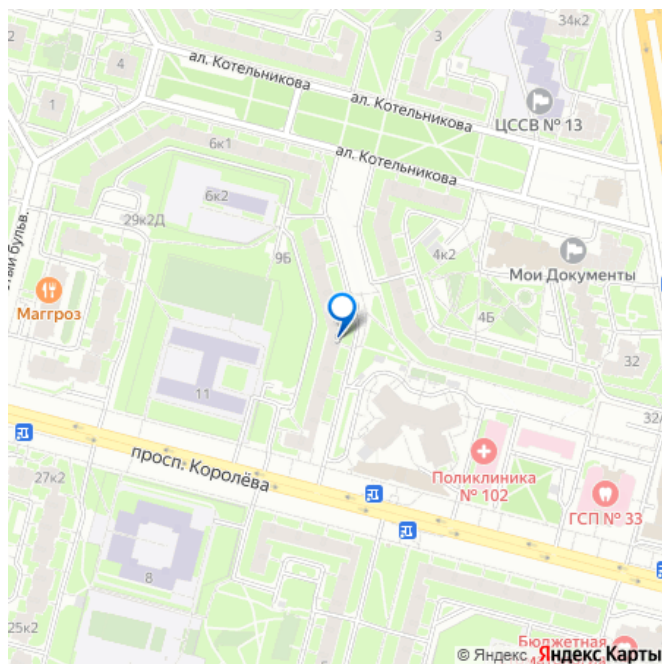 34к2
3
4
ал. Котельникова
1
ал. Котельникова
ЦССВ № 13
6к1
ал. Котельникова
6к2
29к2Д
тый бульв.
9Б
4к2
Мои Документы
Маггроз
4Б
32
11
32
просп. Королёва
Поликлиника
№ 102
ГСП № 33
27к2
8
25к2
Бюджетная
© Яндекс Яндекс Карты